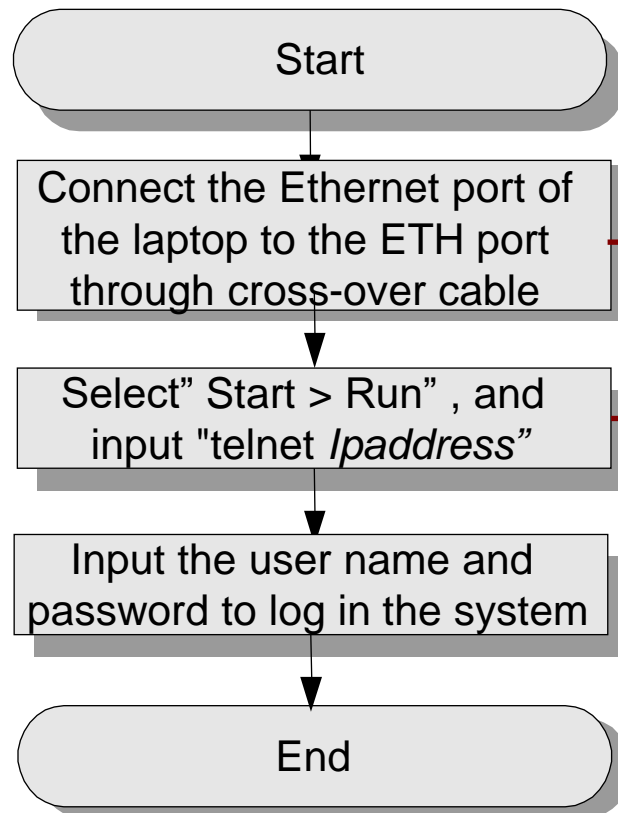 Start
Connect the Ethernet port of
the laptop to the ETH port
through cross-over cable
Select” Start > Run” , and
input "telnet Ipaddress”
Input the user name and
password to log in the system
End